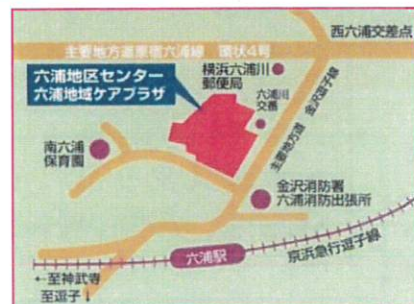 西六浦交差点
主要地方道原宿六浦線 環状4号
六浦地区センター
六浦地域ケアプラザ
横浜六浦川
郵便局
六浦川
交番
主要地方道 金沢逗子線
南六浦
保育園
金沢消防署
六浦消防出張所
六浦駅
京浜急行逗子線
←至神武寺
至逗子↓